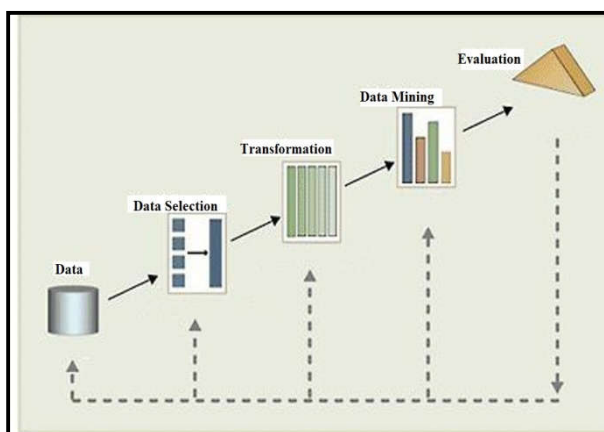 Evaluation
Data Mining
Transformation
Data Selection
Data